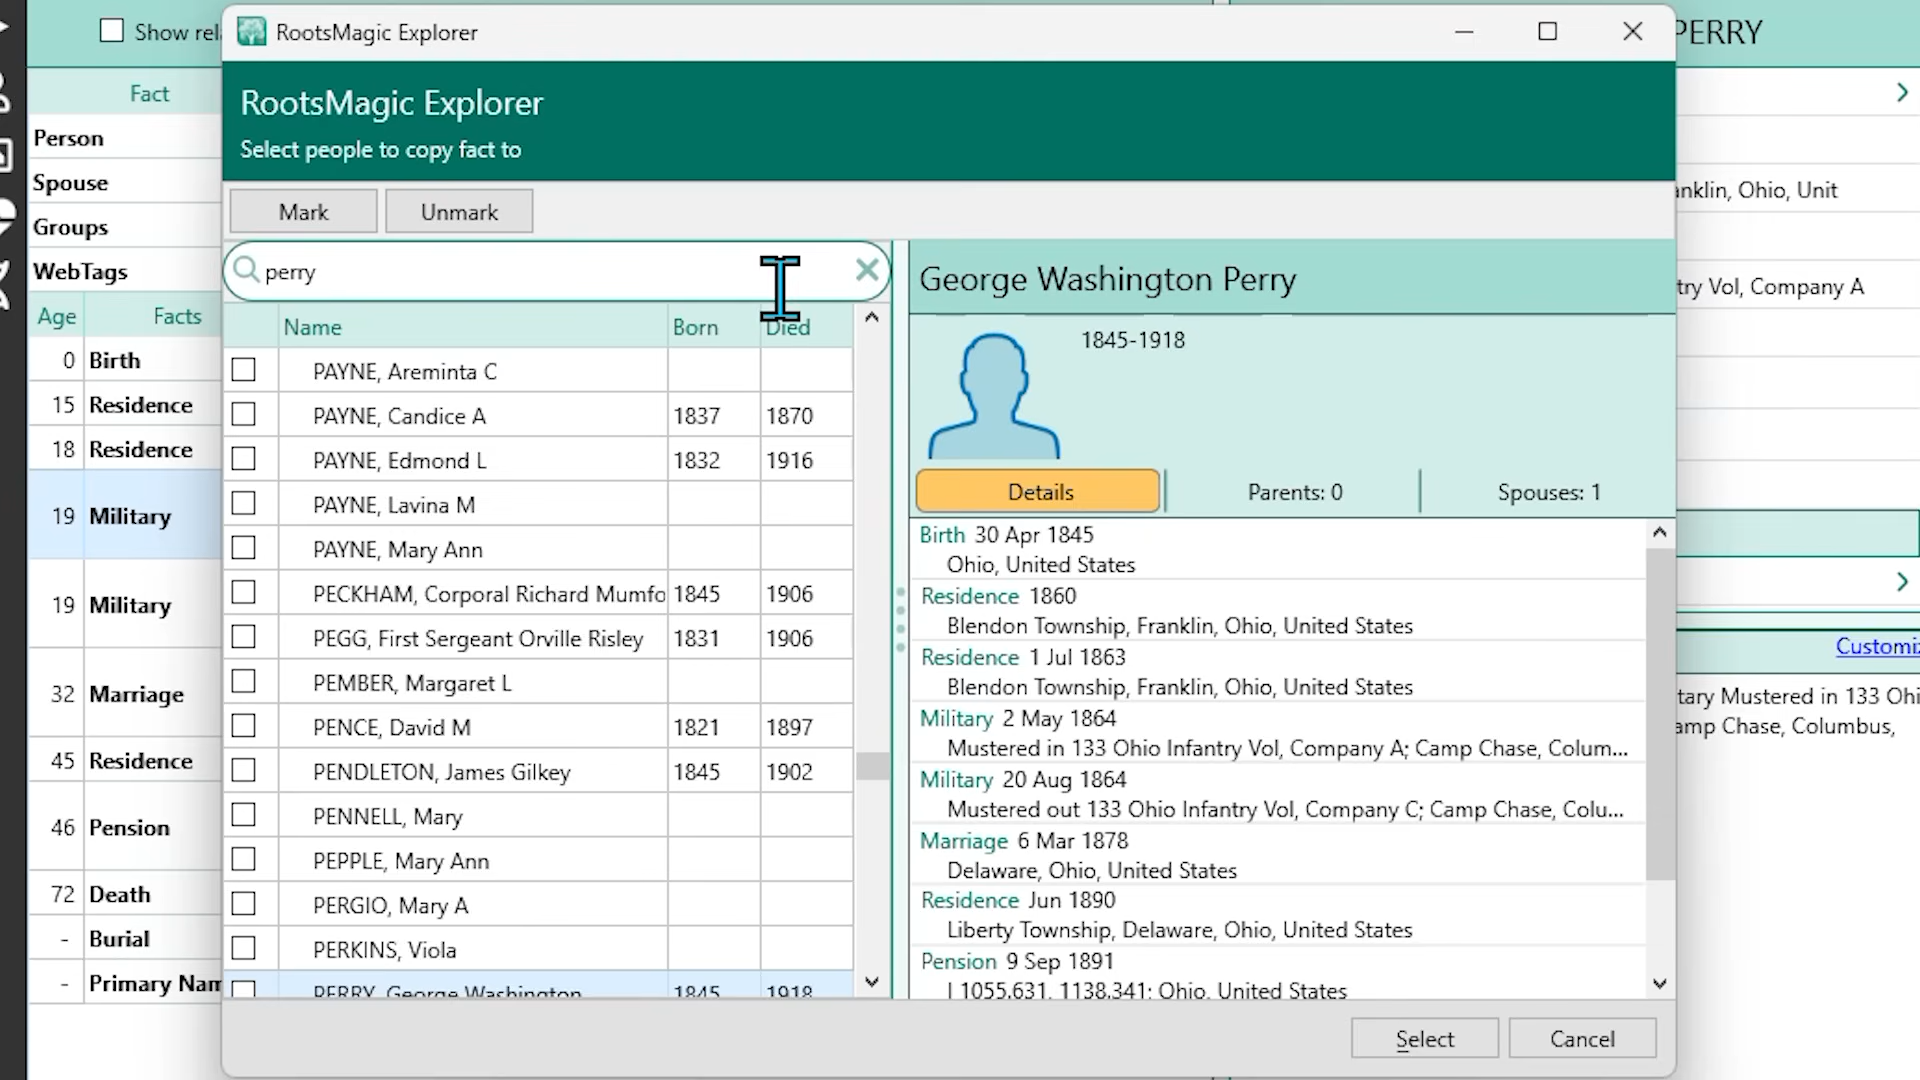 Show rel
RootsMagic Explorer
PERRY
Fact
RootsMagic Explorer
Select people to copy fact to
Person
Spouse
Groups
WebTags
Mark
Unmark
anklin, Ohio, Unit
try Vol, Company A
perry
George Washington Perry
1845-1918
Age Facts
Name Born Died
0 Birth
15 Residence
18 Residence
19 Military
19 Military
32 Marriage
45 Residence
46 Pension
72 Death
- Burial
- Primary Nam
PAYNE, Areminta C
PAYNE, Candice A 1837 1870
PAYNE, Edmond L 1832 1916
PAYNE, Lavina M
PAYNE, Mary Ann
PECKHAM, Corporal Richard Mumfo 1845 1906
PEGG, First Sergeant Orville Risley 1831 1906
PEMBER, Margaret L
PENCE, David M 1821 1897
PENDLETON, James Gilkey 1845 1902
PENNELL, Mary
PEPPLE, Mary Ann
PERGIO, Mary A
PERKINS, Viola
PERRY, George Washington 1845 1918
Details
Parents: 0
Spouses: 1
Birth 30 Apr 1845
Ohio, United States
Residence 1860
Blendon Township, Franklin, Ohio, United States
Residence 1 Jul 1863
Blendon Township, Franklin, Ohio, United States
Military 2 May 1864
Mustered in 133 Ohio Infantry Vol, Company A; Camp Chase, Colum...
Military 20 Aug 1864
Mustered out 133 Ohio Infantry Vol, Company C; Camp Chase, Colu...
Marriage 6 Mar 1878
Delaware, Ohio, United States
Residence Jun 1890
Liberty Township, Delaware, Ohio, United States
Pension 9 Sep 1891
I 1055,631, 1138,341; Ohio, United States
Customiz
tary Mustered in 133 Ohi
amp Chase, Columbus,
Select
Cancel